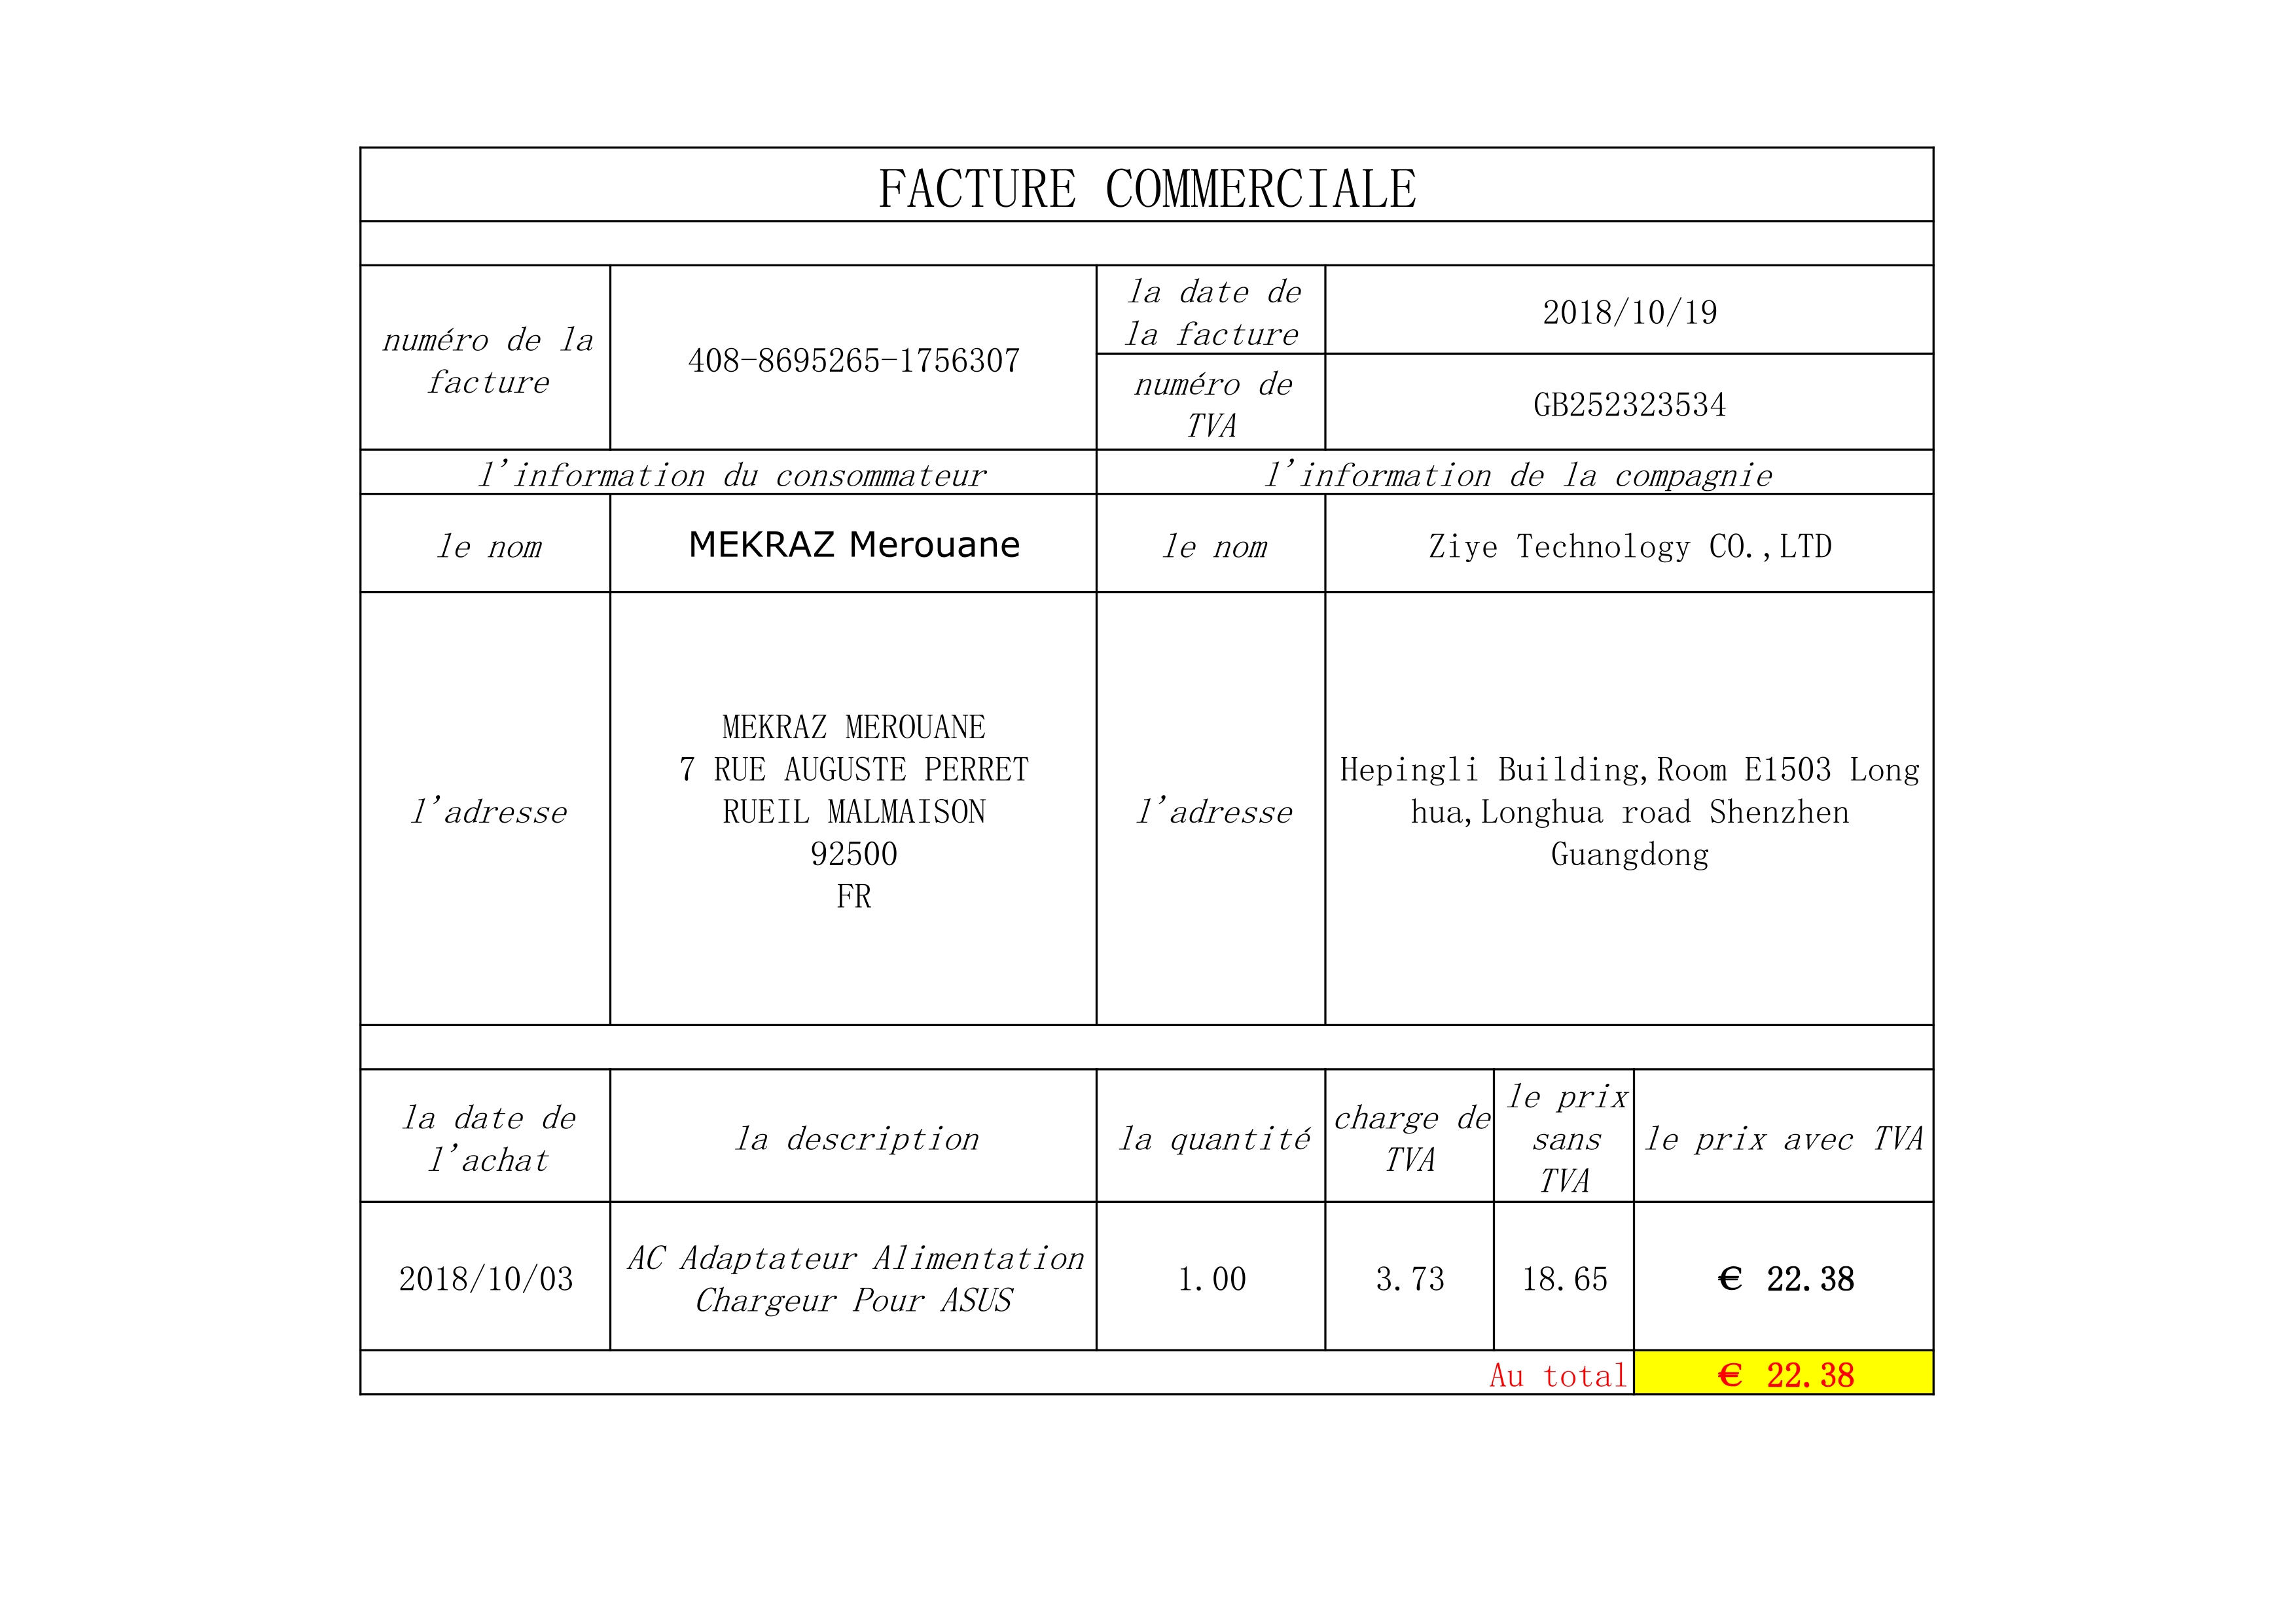 FACTURE COMMERCIALE
numéro de la
facture
408-8695265-1756307
la date de
la facture
2018/10/19
numéro de
TVA
GB252323534
l'information du consommateur
l'information de la compagnie
le nom
MEKRAZ Merouane
le nom
Ziye Technology CO.,LTD
l'adresse
MEKRAZ MEROUANE
7 RUE AUGUSTE PERRET
RUEIL MALMAISON
92500
FR
l'adresse
Hepingli Building,Room E1503 Long
hua,Longhua road Shenzhen
Guangdong
la date de
l'achat
la description
la quantité
charge de
TVA
le prix
sans
TVA
le prix avec TVA
2018/10/03
AC Adaptateur Alimentation
Chargeur Pour ASUS
1.00
3.73
18.65
€ 22.38
Au total
€ 22.38